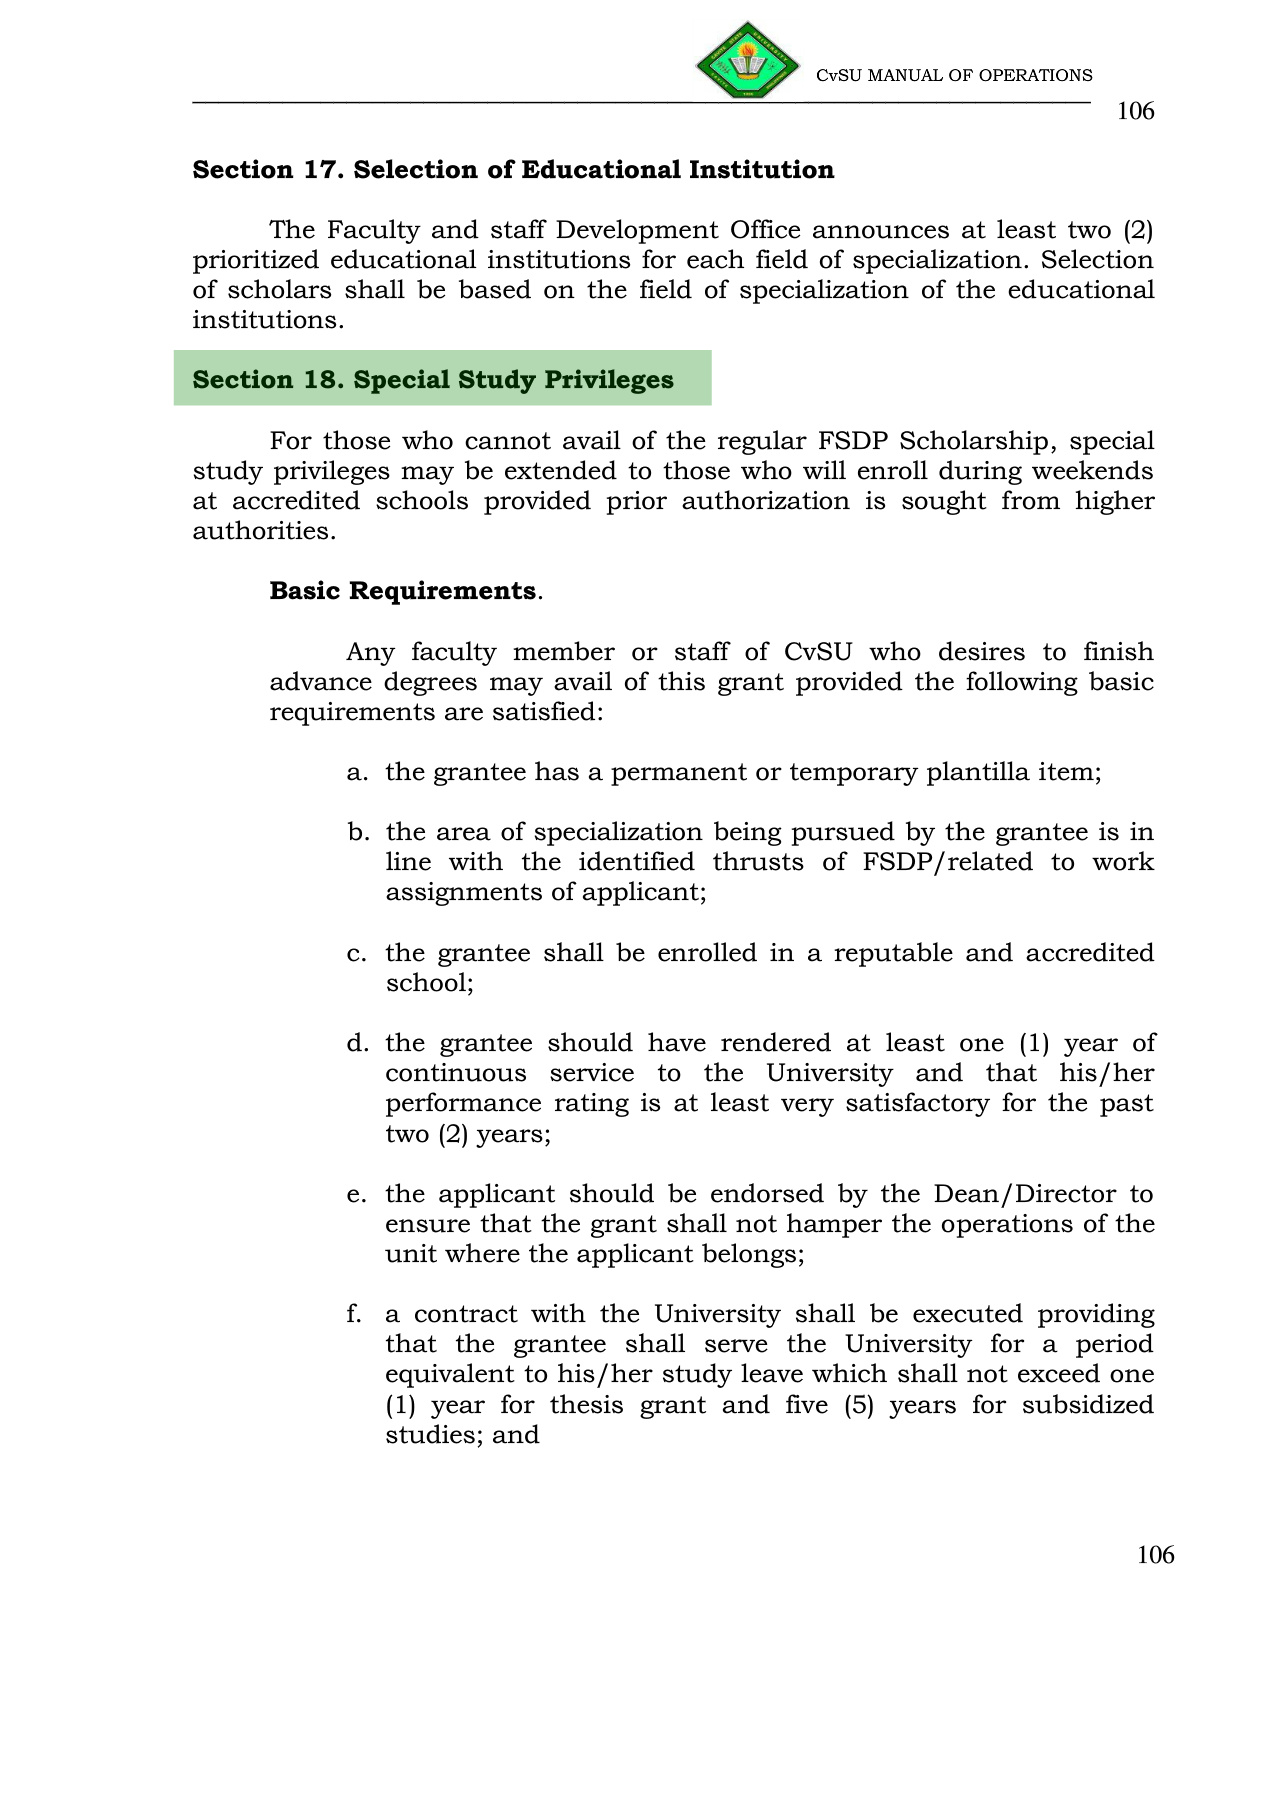 CvSU MANUAL OF OPERATIONS
106
Section 17. Selection of Educational Institution
The Faculty and staff Development Office announces at least two (2)
prioritized educational institutions for each field of specialization. Selection
of scholars shall be based on the field of specialization of the educational
institutions.
Section 18. Special Study Privileges
For those who cannot avail of the regular FSDP Scholarship, special
study privileges may be extended to those who will enroll during weekends
at accredited schools provided prior authorization is sought from higher
authorities.
Basic Requirements.
Any faculty member or staff of CvSU who desires to finish
advance degrees may avail of this grant provided the following basic
requirements are satisfied:
a. the grantee has a permanent or temporary plantilla item;
b. the area of specialization being pursued by the grantee is in
line with the identified thrusts of FSDP/related to work
assignments of applicant;
c. the grantee shall be enrolled in a reputable and accredited
school;
d. the grantee should have rendered at least one (1) year of
continuous service to the University and that his/her
performance rating is at least very satisfactory for the past
two (2) years;
e. the applicant should be endorsed by the Dean/Director to
ensure that the grant shall not hamper the operations of the
unit where the applicant belongs;
f. a contract with the University shall be executed providing
that the grantee shall serve the University for a period
equivalent to his/her study leave which shall not exceed one
(1) year for thesis grant and five (5) years for subsidized
studies; and
106